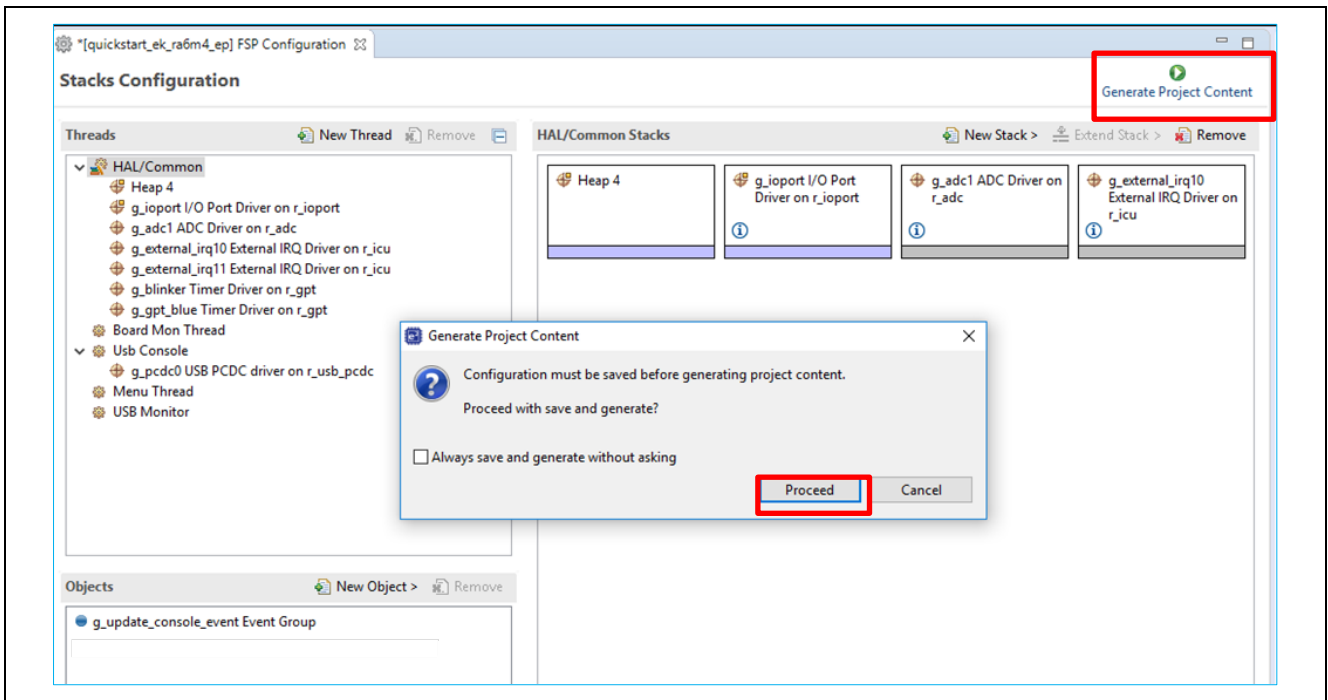 *[quickstart_ek_ra6m4_ep] FSP Configuration
Stacks Configuration
Generate Project Content
Threads
New Thread
Remove
HAL/Common Stacks
New Stack >
Extend Stack >
Remove
HAL/Common
Heap 4
g_ioport I/O Port Driver on r_ioport
g_adc1 ADC Driver on r_adc
g_external_irq10 External IRQ Driver on r_icu
g_external_irq11 External IRQ Driver on r_icu
g_blinker Timer Driver on r_gpt
g_gpt_blue Timer Driver on r_gpt
Board Mon Thread
Usb Console
g_pcdc0 USB PCDC driver on r_usb_pcdc
Menu Thread
USB Monitor
Heap 4
g_ioport I/O Port
Driver on r_ioport
g_adc1 ADC Driver on
r_adc
g_external_irq10
External IRQ Driver on
r_icu
Generate Project Content
Configuration must be saved before generating project content.
Proceed with save and generate?
Always save and generate without asking
Proceed
Cancel
Objects
New Object >
Remove
g_update_console_event Event Group